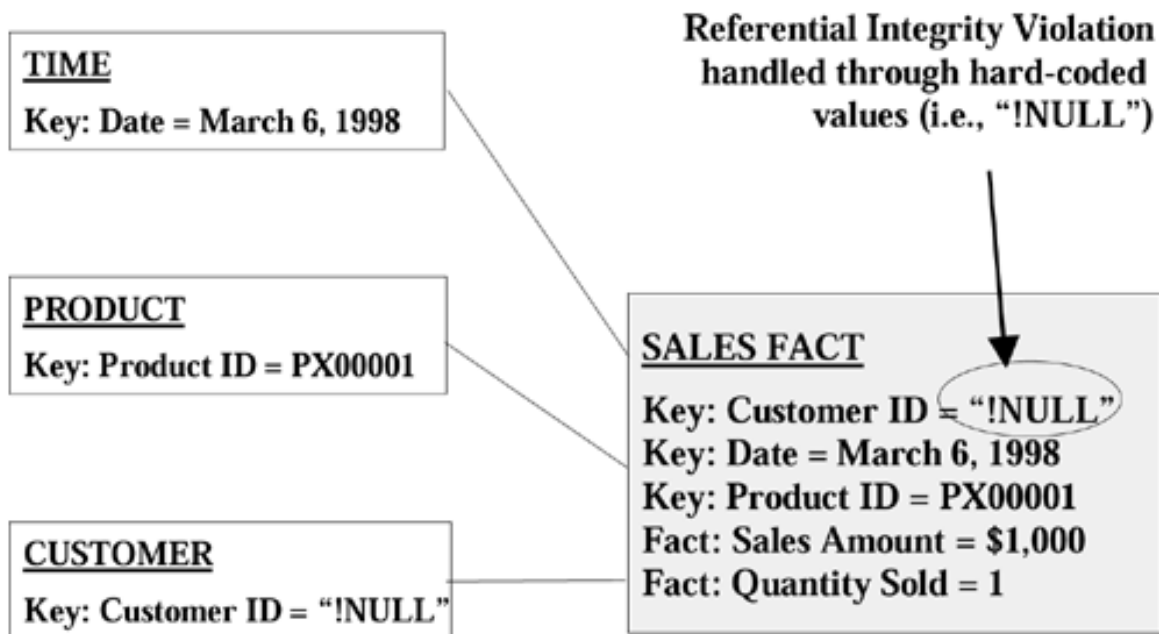 Referential Integrity Violation
handled through hard-coded
values (i.e., “!NULL”)
TIME
Key: Date = March 6, 1998
PRODUCT
Key: Product ID = PX00001
CUSTOMER
Key: Customer ID = “!NULL”
SALES FACT
Key: Customer ID = “!NULL”
Key: Date = March 6, 1998
Key: Product ID = PX00001
Fact: Sales Amount = $1,000
Fact: Quantity Sold = 1